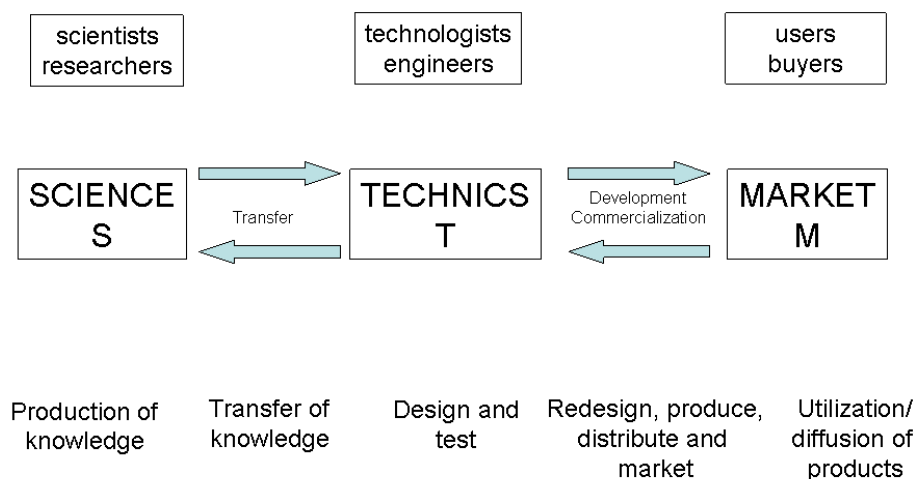 scientists
researchers
technologists
engineers
users
buyers
SCIENCE
S
Transfer
TECHNICS
T
Development
Commercialization
MARKET
M
Production of
knowledge
Transfer of
knowledge
Design and
test
Redesign, produce,
distribute and
market
Utilization/
diffusion of
products